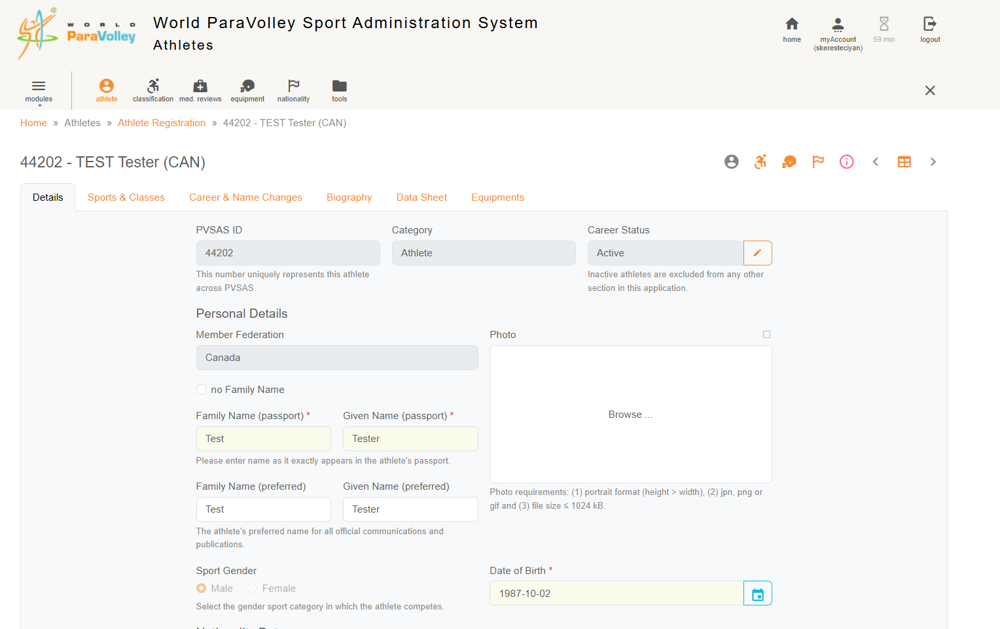 WORLD
ParaVolley
World ParaVolley Sport Administration System
Athletes
home
myAccount
(skeresteciyan)
59 min
logout
modules
athlete
classification
med. reviews
equipment
nationality
tools
Home » Athletes » Athlete Registration » 44202 - TEST Tester (CAN)
44202 - TEST Tester (CAN)
Details
Sports & Classes
Career & Name Changes
Biography
Data Sheet
Equipments
PVSAS ID
Category
Career Status
44202
Athlete
Active
This number uniquely represents this athlete
across PVSAS.
Inactive athletes are excluded from any other
section in this application.
Personal Details
Member Federation
Canada
no Family Name
Family Name (passport) *
Given Name (passport) *
Test
Tester
Please enter name as it exactly appears in the athlete's passport.
Family Name (preferred)
Given Name (preferred)
Test
Tester
The athlete's preferred name for all official communications and
publications.
Photo
Browse ...
Photo requirements: (1) portrait format (height > width), (2) jpn, png or
gif and (3) file size ≤ 1024 kB.
Sport Gender
Male
Female
Select the gender sport category in which the athlete competes.
Date of Birth *
1987-10-02